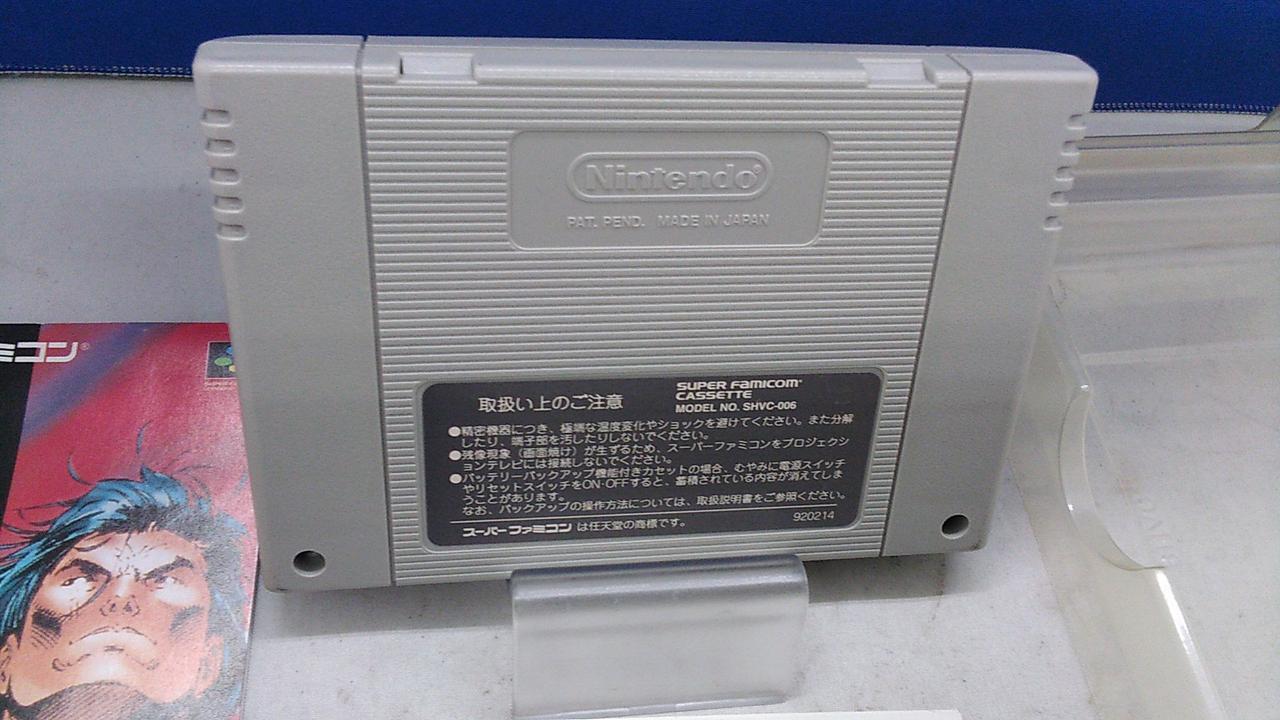 Nintendo®
PAT. PEND. MADE IN JAPAN
ミコン®
取扱い上のご注意
SUPER FAMICOM®
CASSETTE
MODEL NO. SHVC-006
●精密機器につき、極端な温度変化やショックを避けてください。また分解
したり、端子部を汚したりしないでください。
●残像現象（画面焼け）が生ずるため、スーパーファミコンをプロジェクシ
ョンテレビには接続しないでください。
●バッテリーバックアップ機能付きカセットの場合、むやみに電源スイッチ
やリセットスイッチをON・OFFすると、蓄積されている内容が消えてしま
うことがあります。
なお、バックアップの操作方法については、取扱説明書をご参照ください。
スーパーファミコンは任天堂の商標です。
920214